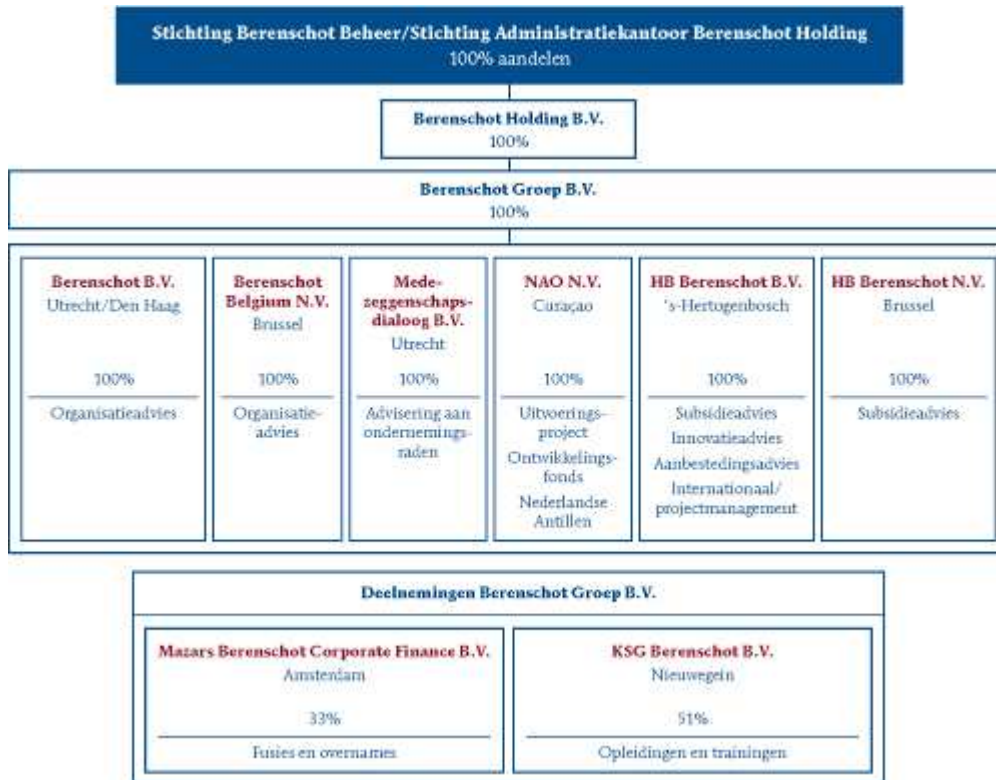 Stichting Berenschot Beheer/Stichting Administratiekantoor Berenschot Holding
100% aandelen
Berenschot Holding B.V.
100%
Berenschot Groep B.V.
100%
Berenschot B.V.
Utrecht/Den Haag
100%
Organisatieadvies
Berenschot
Belgium N.V.
Brussel
100%
Organisatie-
advies
Mede-
zeggenschaps-
dialoog B.V.
Utrecht
100%
Advisering aan
ondernemings-
raden
NAO N.V.
Curaçao
100%
Uitvoerings-
project
Ontwikkelings-
fonds
Nederlandse
Antillen
HB Berenschot B.V.
's-Hertogenbosch
100%
Subsidieadvies
Innovatieadvies
Aanbestedingsadvies
Internationaal/
projectmanagement
HB Berenschot N.V.
Brussel
100%
Subsidieadvies
Deelnemingen Berenschot Groep B.V.
Mazars Berenschot Corporate Finance B.V.
Amsterdam
33%
Fusies en overnames
KSG Berenschot B.V.
Nieuwegein
51%
Opleidingen en trainingen